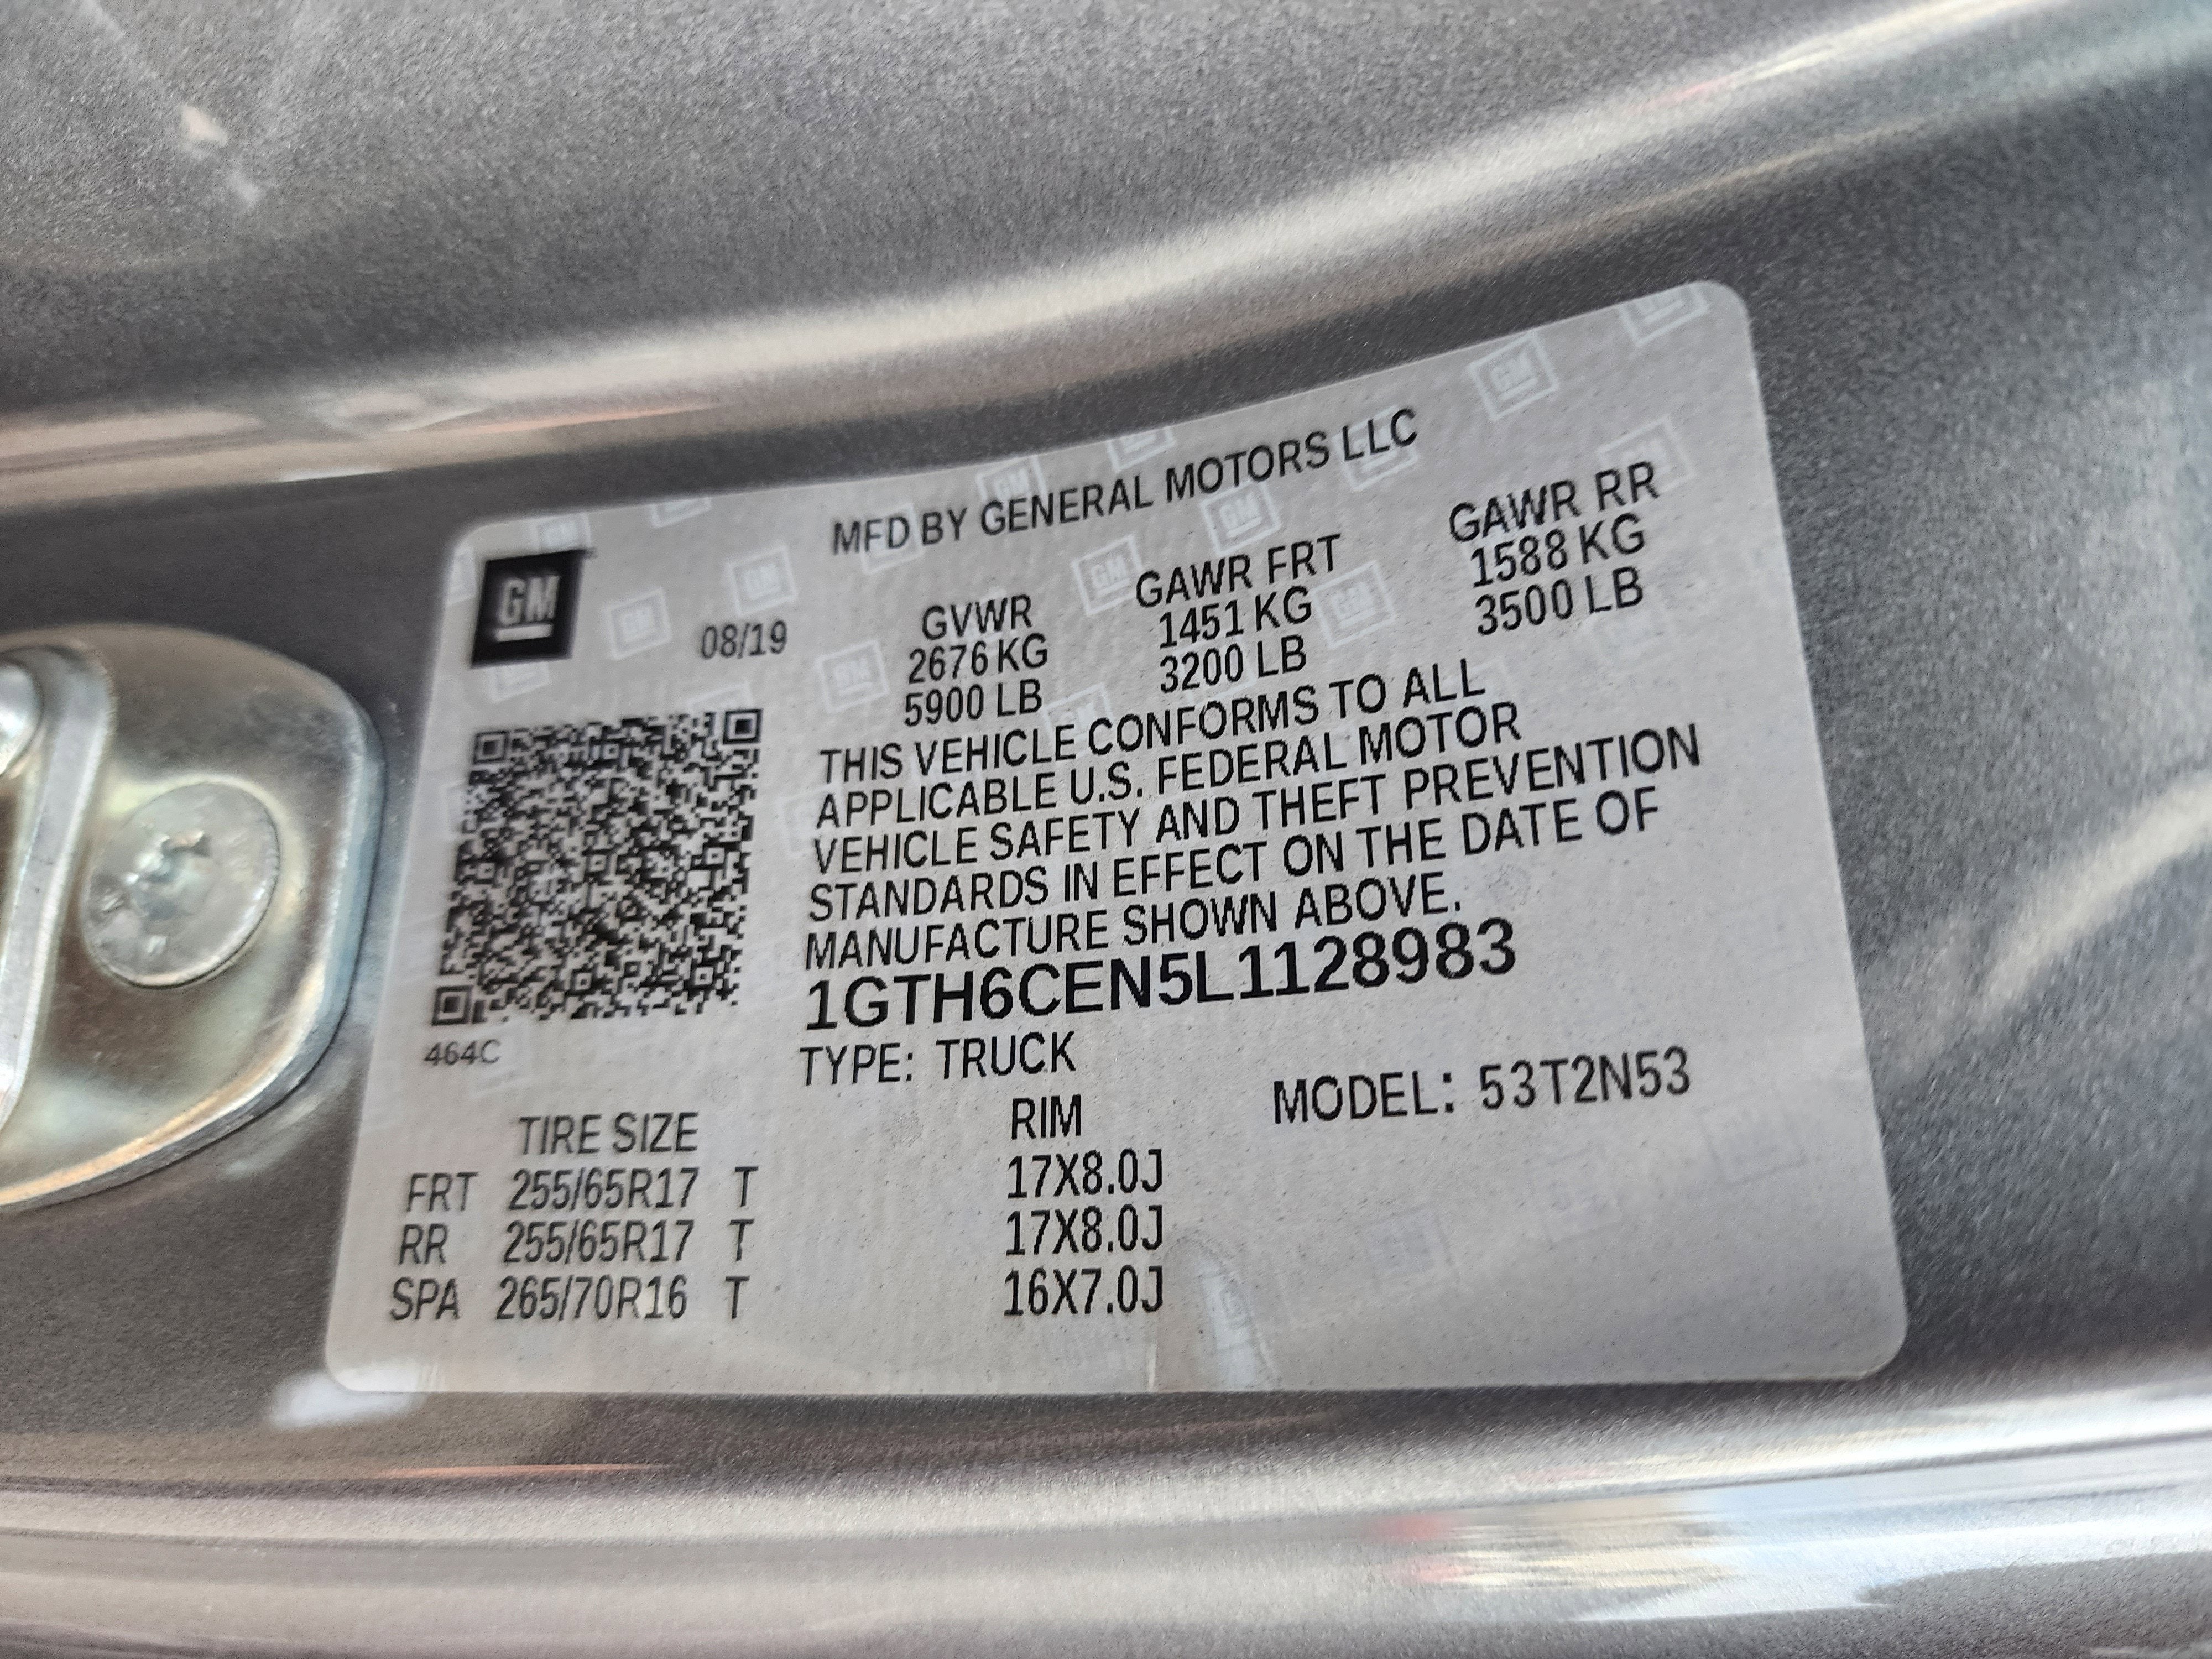 GM
MFD BY GENERAL MOTORS LLC
08/19
GVWR GAWR FRT GAWR RR
2676 KG 1451 KG 1588 KG
5900 LB 3200 LB 3500 LB
THIS VEHICLE CONFORMS TO ALL
APPLICABLE U.S. FEDERAL MOTOR
VEHICLE SAFETY AND THEFT PREVENTION
STANDARDS IN EFFECT ON THE DATE OF
MANUFACTURE SHOWN ABOVE.
1GTH6CEN5L1128983
464C
TYPE: TRUCK MODEL: 53T2N53
TIRE SIZE RIM
FRT 255/65R17 T 17X8.0J
RR 255/65R17 T 17X8.0J
SPA 265/70R16 T 16X7.0J